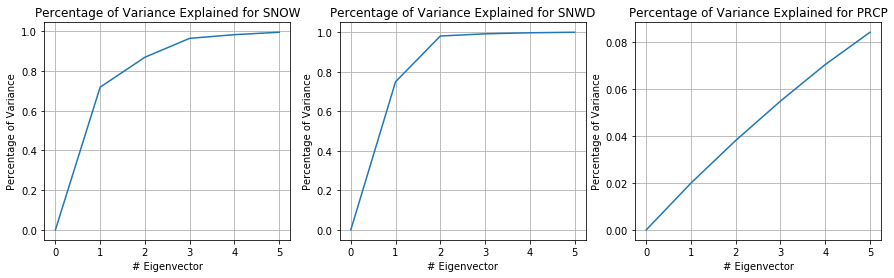 Percentage of Variance Explained for SNOW
1.0
0.8
0.6
0.4
0.2
0.0
Percentage of Variance
0 1 2 3 4 5
# Eigenvector
Percentage of Variance Explained for SNWD
1.0
0.8
0.6
0.4
0.2
0.0
Percentage of Variance
0 1 2 3 4 5
# Eigenvector
Percentage of Variance Explained for PRCP
0.08
0.06
0.04
0.02
0.00
Percentage of Variance
0 1 2 3 4 5
# Eigenvector